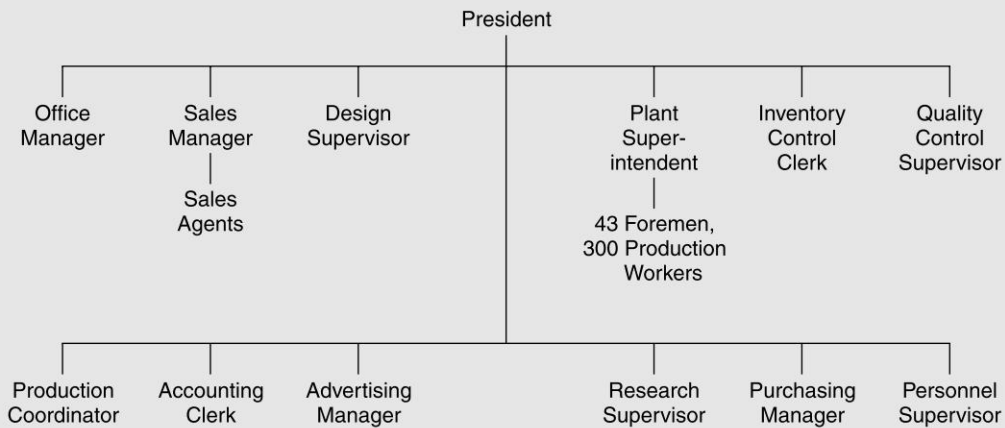 President
Office
Manager
Sales
Manager
Sales
Agents
Design
Supervisor
Plant
Super-
intendent
43 Foremen,
300 Production
Workers
Inventory
Control
Clerk
Quality
Control
Supervisor
Production
Coordinator
Accounting
Clerk
Advertising
Manager
Research
Supervisor
Purchasing
Manager
Personnel
Supervisor